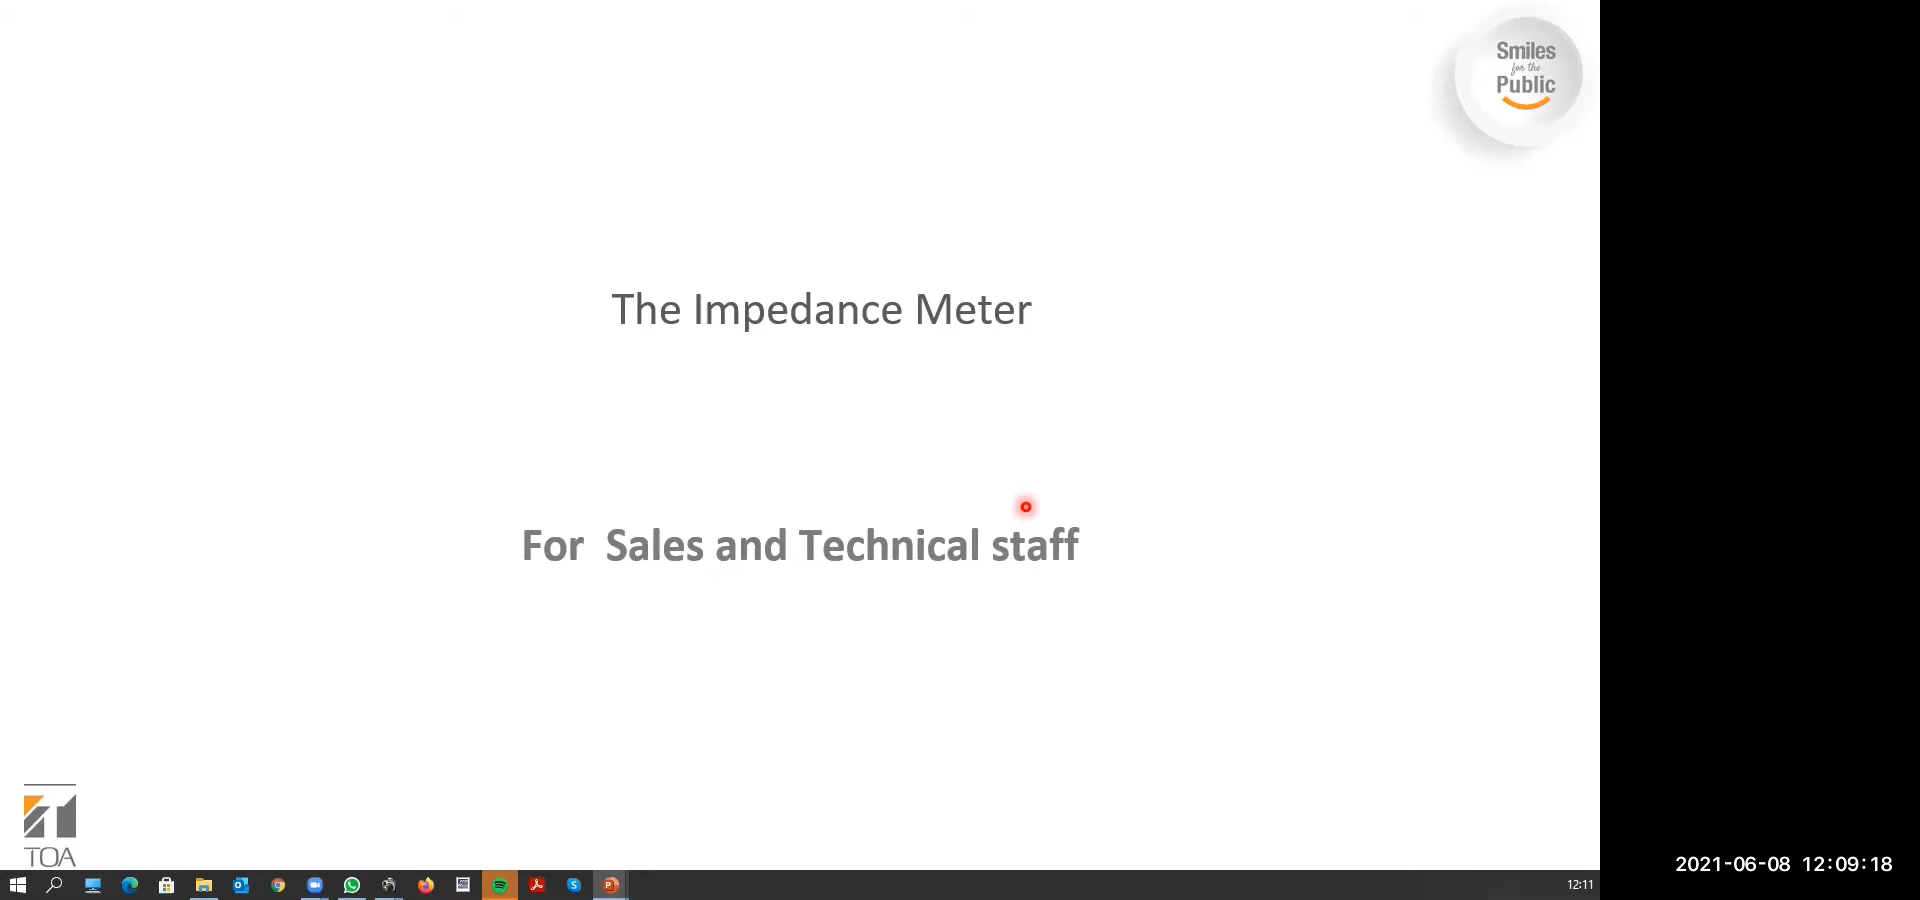 Smiles
for the
Public
The Impedance Meter
For  Sales and Technical staff
TOA
12:11
2021-06-08 12:09:18